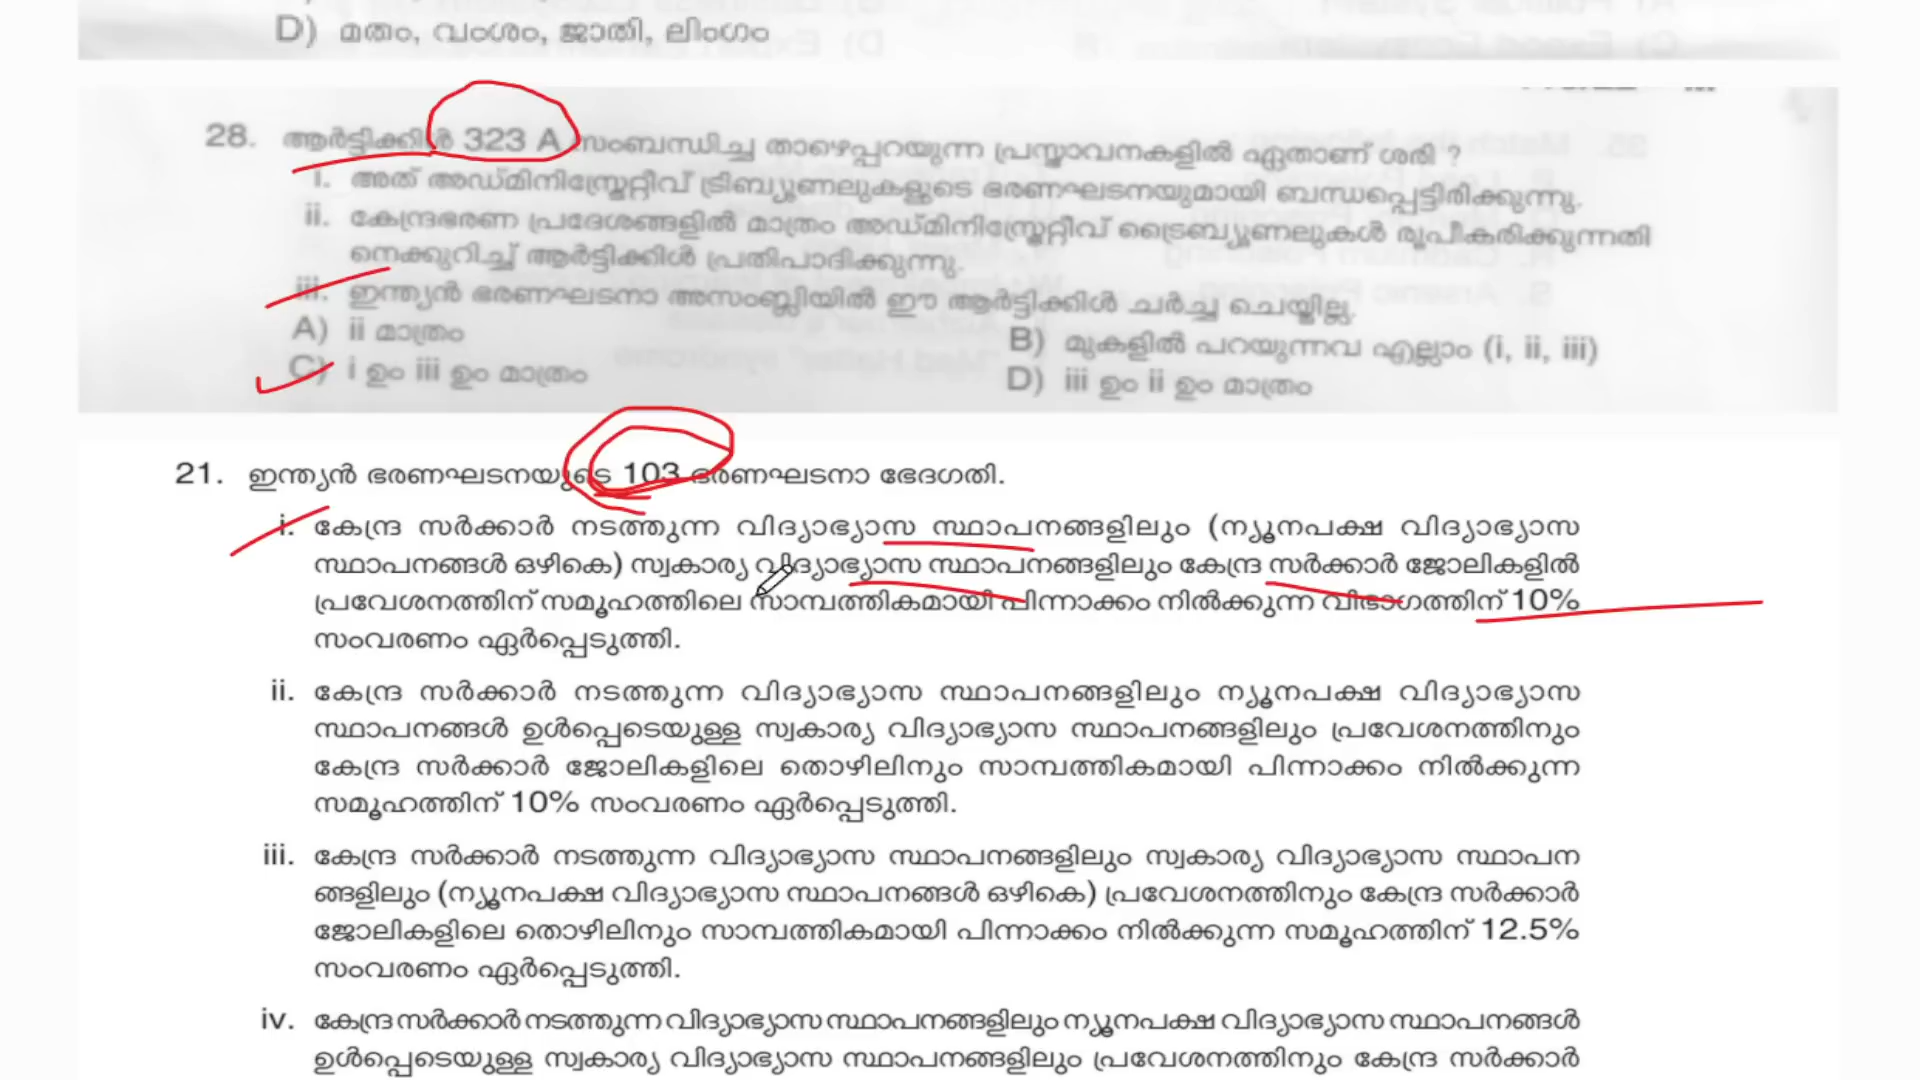 D) മതം, വംശം, ജാതി, ലിംഗം
28. ആർട്ടിക്കിൾ 323 A സംബന്ധിച്ച താഴെപ്പറയുന്ന പ്രസ്താവനകളിൽ ഏതാണ് ശരി ?
i. അത് അഡ്മിനിസ്ട്രേറ്റീവ് ട്രിബ്യൂണലുകളുടെ ഭരണഘടനയുമായി ബന്ധപ്പെട്ടിരിക്കുന്നു.
ii. കേന്ദ്രഭരണ പ്രദേശങ്ങളിൽ മാത്രം അഡ്മിനിസ്ട്രേറ്റീവ് ട്രൈബ്യൂണലുകൾ രൂപീകരിക്കുന്നതി
നെക്കുറിച്ച് ആർട്ടിക്കിൾ പ്രതിപാദിക്കുന്നു.
iii. ഇന്ത്യൻ ഭരണഘടനാ അസംബ്ലിയിൽ ഈ ആർട്ടിക്കിൾ ചർച്ച ചെയ്തില്ല.
A) ii മാത്രം
B) മുകളിൽ പറയുന്നവ എല്ലാം (i, ii, iii)
C) i ഉം iii ഉം മാത്രം
D) iii ഉം ii ഉം മാത്രം
21. ഇന്ത്യൻ ഭരണഘടനയുടെ 103 ഭരണഘടനാ ഭേദഗതി.
i. കേന്ദ്ര സർക്കാർ നടത്തുന്ന വിദ്യാഭ്യാസ സ്ഥാപനങ്ങളിലും (ന്യൂനപക്ഷ വിദ്യാഭ്യാസ
സ്ഥാപനങ്ങൾ ഒഴികെ) സ്വകാര്യ വിദ്യാഭ്യാസ സ്ഥാപനങ്ങളിലും കേന്ദ്ര സർക്കാർ ജോലികളിൽ
പ്രവേശനത്തിന് സമൂഹത്തിലെ സാമ്പത്തികമായി പിന്നാക്കം നിൽക്കുന്ന വിഭാഗത്തിന് 10%
സംവരണം ഏർപ്പെടുത്തി.
ii. കേന്ദ്ര സർക്കാർ നടത്തുന്ന വിദ്യാഭ്യാസ സ്ഥാപനങ്ങളിലും ന്യൂനപക്ഷ വിദ്യാഭ്യാസ
സ്ഥാപനങ്ങൾ ഉൾപ്പെടെയുള്ള സ്വകാര്യ വിദ്യാഭ്യാസ സ്ഥാപനങ്ങളിലും പ്രവേശനത്തിനും
കേന്ദ്ര സർക്കാർ ജോലികളിലെ തൊഴിലിനും സാമ്പത്തികമായി പിന്നാക്കം നിൽക്കുന്ന
സമൂഹത്തിന് 10% സംവരണം ഏർപ്പെടുത്തി.
iii. കേന്ദ്ര സർക്കാർ നടത്തുന്ന വിദ്യാഭ്യാസ സ്ഥാപനങ്ങളിലും സ്വകാര്യ വിദ്യാഭ്യാസ സ്ഥാപന
ങ്ങളിലും (ന്യൂനപക്ഷ വിദ്യാഭ്യാസ സ്ഥാപനങ്ങൾ ഒഴികെ) പ്രവേശനത്തിനും കേന്ദ്ര സർക്കാർ
ജോലികളിലെ തൊഴിലിനും സാമ്പത്തികമായി പിന്നാക്കം നിൽക്കുന്ന സമൂഹത്തിന് 12.5%
സംവരണം ഏർപ്പെടുത്തി.
iv. കേന്ദ്ര സർക്കാർ നടത്തുന്ന വിദ്യാഭ്യാസ സ്ഥാപനങ്ങളിലും ന്യൂനപക്ഷ വിദ്യാഭ്യാസ സ്ഥാപനങ്ങൾ
ഉൾപ്പെടെയുള്ള സ്വകാര്യ വിദ്യാഭ്യാസ സ്ഥാപനങ്ങളിലും പ്രവേശനത്തിനും കേന്ദ്ര സർക്കാർ